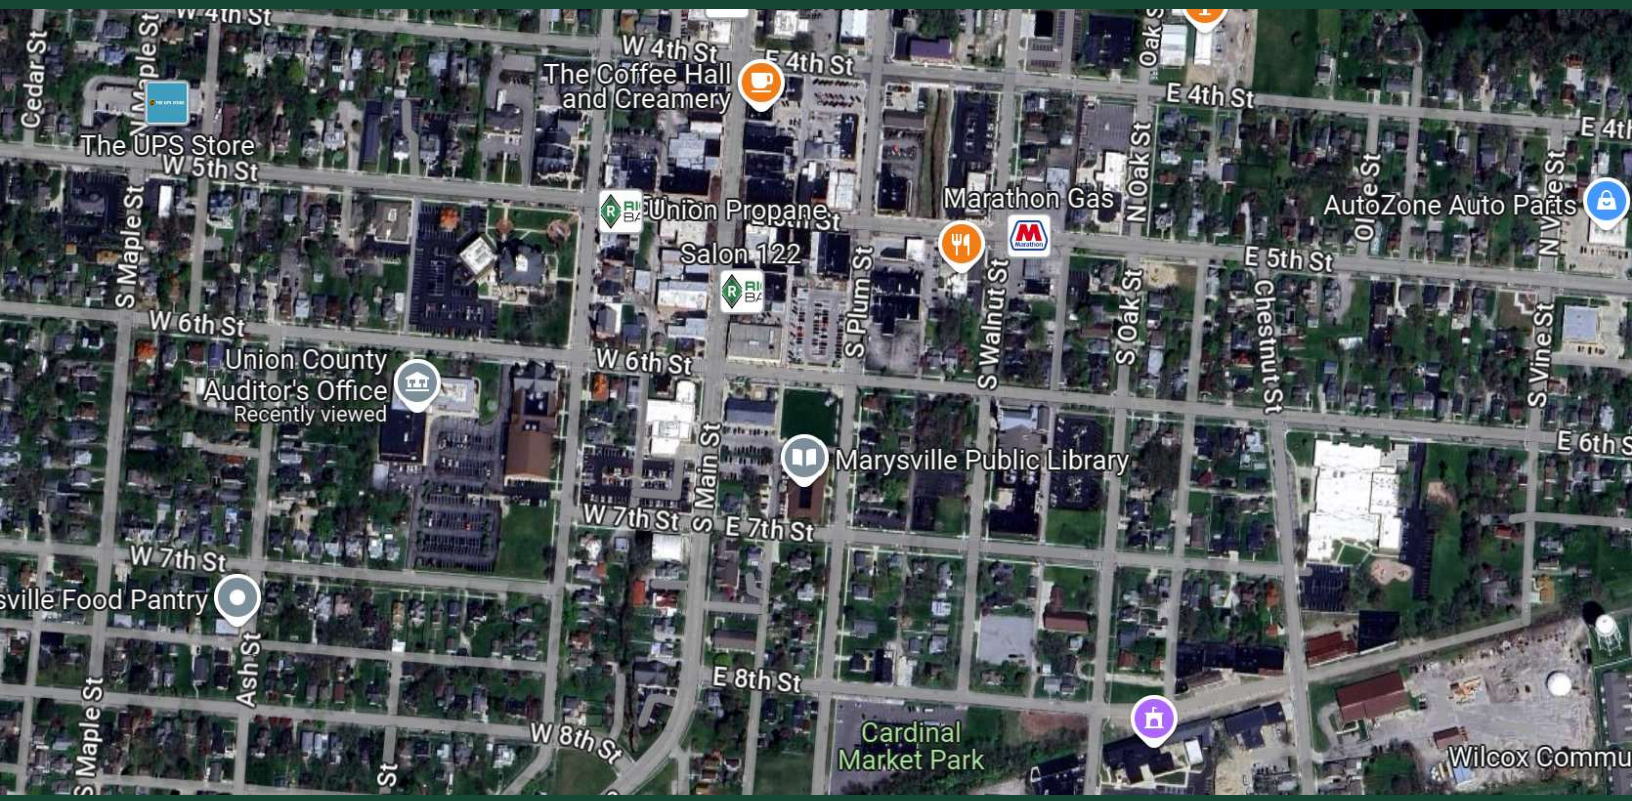 W 4th St
Cedar St
N Maple St
W 4th St
E 4th St
Oak S
The Coffee Hall
and Creamery
THE UPS STORE
E 4th St
E 4th
The UPS Store
W 5th St
N Oak St
Olive St
N Vine St
Marathon Gas
AutoZone Auto Parts
R
Union Propane
Marathon
S Maple St
Salon 122
R
S Plum St
E 5th St
S Walnut St
S Oak St
Chestnut St
S Vine St
W 6th St
W 6th St
Union County
Auditor's Office
Recently viewed
E 6th S
S Main St
Marysville Public Library
W 7th St
E 7th St
W 7th St
sville Food Pantry
Ash St
E 8th St
S Maple St
W 8th St
St
Cardinal
Market Park
Wilcox Commu